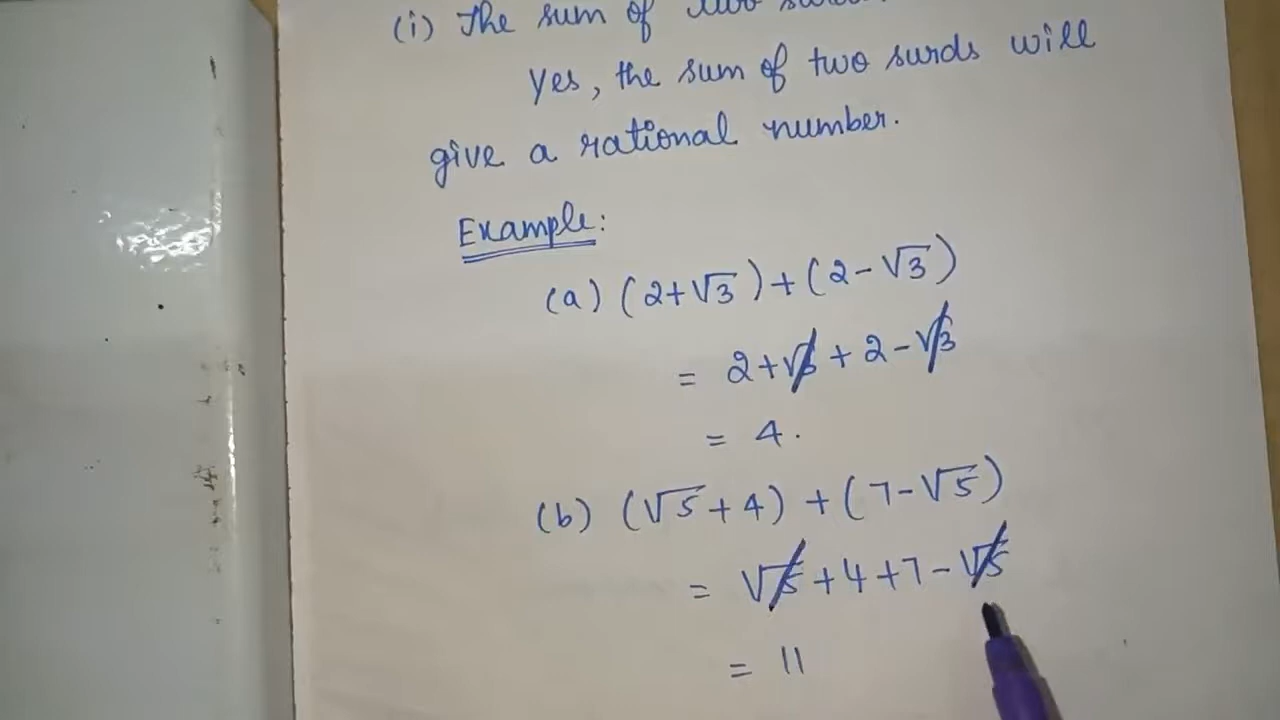 (i) The sum of two
Yes, the sum of two surds will
give a rational number.
Example:
(a) (2+√3)+(2-√3)
= 2+√3+2-√3
= 4.
(b) (√5+4)+(7-√5)
= √5+4+7-√5
= 11